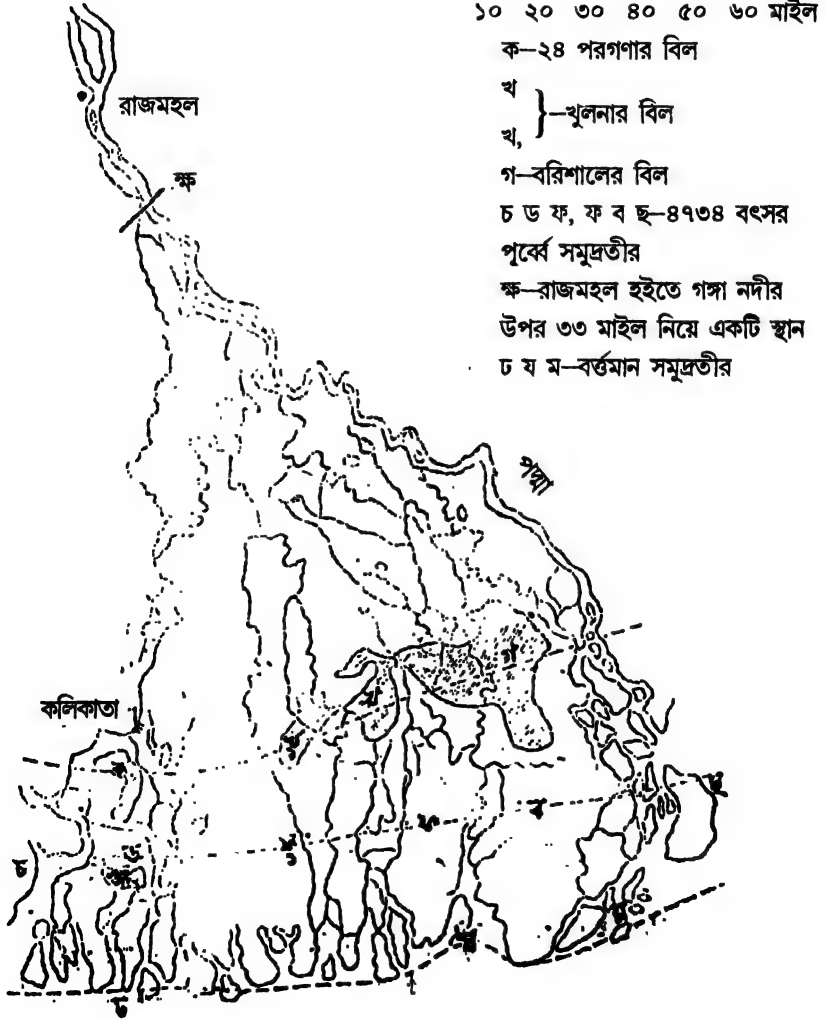 ১০ ২০ ৩০ ৪০ ৫০ ৬০ মাইল
ক—২৪ পরগণার বিল
খ
খ, }—খুলনার বিল
গ—বরিশালের বিল
চ ড ফ, ফ ব ছ—৪৭৩৪ বৎসর
পূর্ব্বে সমুদ্রতীর
ক্ষ—রাজমহল হইতে গঙ্গা নদীর
উপর ৩৩ মাইল নিয়ে একটি স্থান
ঢ য ম—বর্ত্তমান সমুদ্রতীর
রাজমহল
ক্ষ
পদ্মা
গ
খ
কলিকাতা
ক
ব
ছ
চ
ড
ঢ